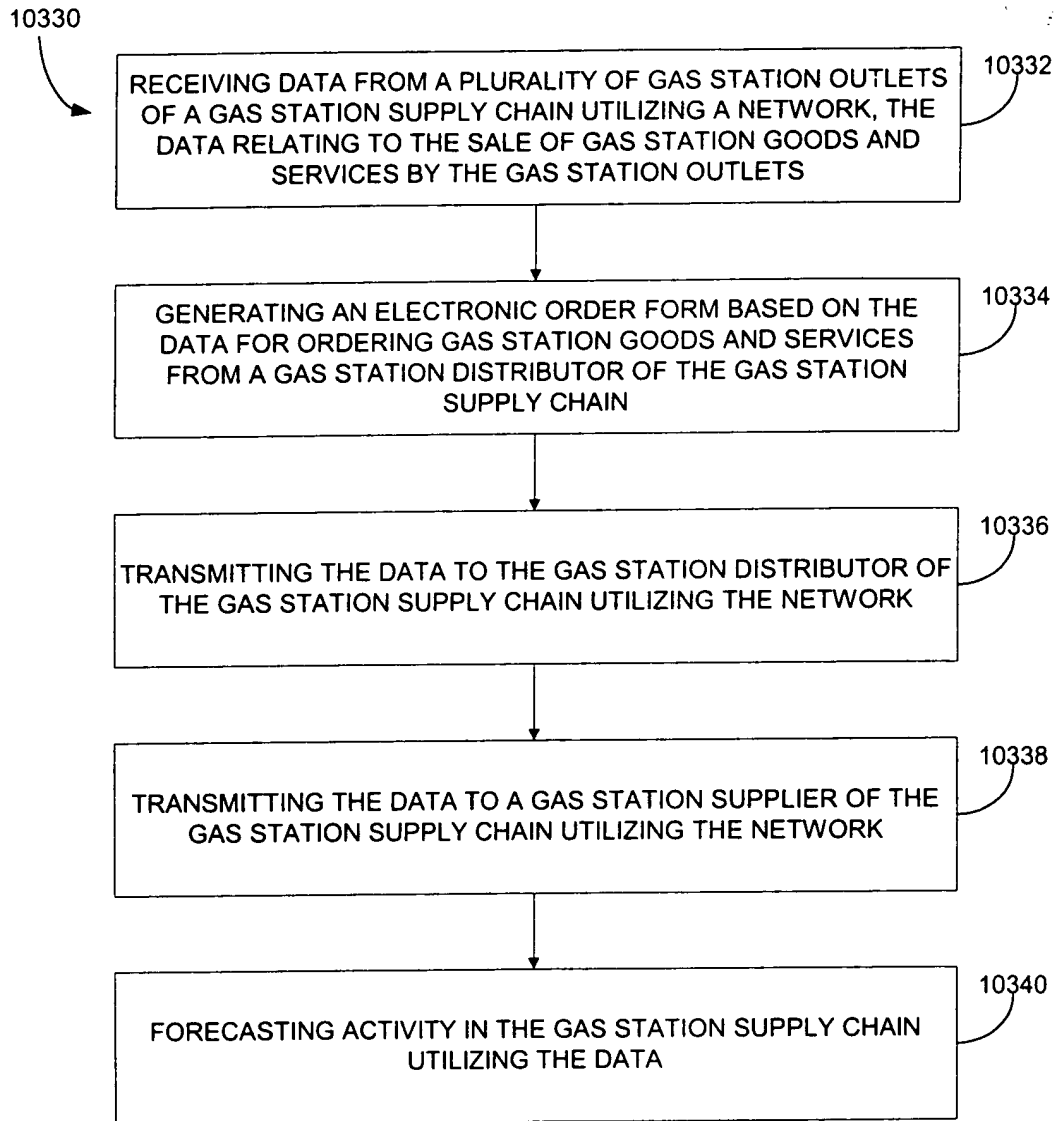 10330
RECEIVING DATA FROM A PLURALITY OF GAS STATION OUTLETS
OF A GAS STATION SUPPLY CHAIN UTILIZING A NETWORK, THE
DATA RELATING TO THE SALE OF GAS STATION GOODS AND
SERVICES BY THE GAS STATION OUTLETS
10332
GENERATING AN ELECTRONIC ORDER FORM BASED ON THE
DATA FOR ORDERING GAS STATION GOODS AND SERVICES
FROM A GAS STATION DISTRIBUTOR OF THE GAS STATION
SUPPLY CHAIN
10334
TRANSMITTING THE DATA TO THE GAS STATION DISTRIBUTOR OF
THE GAS STATION SUPPLY CHAIN UTILIZING THE NETWORK
10336
TRANSMITTING THE DATA TO A GAS STATION SUPPLIER OF THE
GAS STATION SUPPLY CHAIN UTILIZING THE NETWORK
10338
FORECASTING ACTIVITY IN THE GAS STATION SUPPLY CHAIN
UTILIZING THE DATA
10340